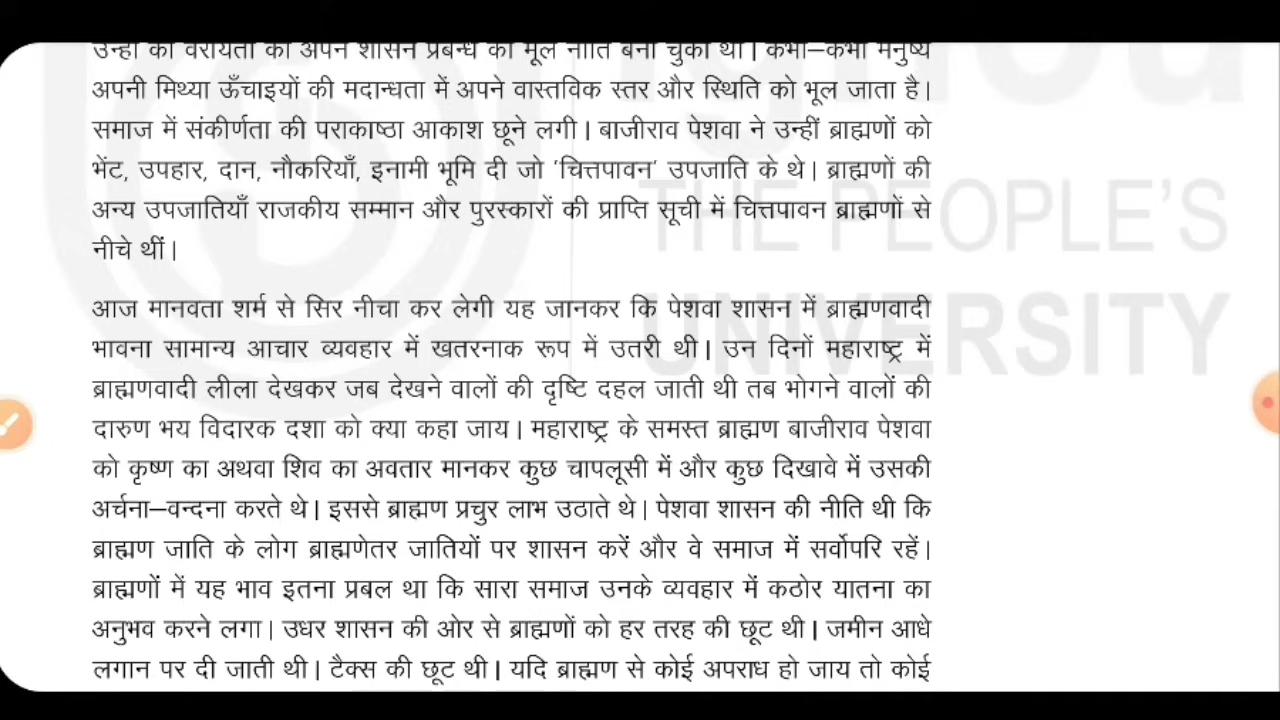 उन्हीं की वरीयता को अपने शासन प्रबन्ध की मूल नीति बना चुका था। कभी–कभी मनुष्य
अपनी मिथ्या ऊँचाइयों की मदान्धता में अपने वास्तविक स्तर और स्थिति को भूल जाता है।
समाज में संकीर्णता की पराकाष्ठा आकाश छूने लगी। बाजीराव पेशवा ने उन्हीं ब्राह्मणों को
भेंट, उपहार, दान, नौकरियाँ, इनामी भूमि दी जो 'चित्तपावन' उपजाति के थे। ब्राह्मणों की
अन्य उपजातियाँ राजकीय सम्मान और पुरस्कारों की प्राप्ति सूची में चित्तपावन ब्राह्मणों से
नीचे थीं।
आज मानवता शर्म से सिर नीचा कर लेगी यह जानकर कि पेशवा शासन में ब्राह्मणवादी
भावना सामान्य आचार व्यवहार में खतरनाक रूप में उतरी थी। उन दिनों महाराष्ट्र में
ब्राह्मणवादी लीला देखकर जब देखने वालों की दृष्टि दहल जाती थी तब भोगने वालों की
दारुण भय विदारक दशा को क्या कहा जाय। महाराष्ट्र के समस्त ब्राह्मण बाजीराव पेशवा
को कृष्ण का अथवा शिव का अवतार मानकर कुछ चापलूसी में और कुछ दिखावे में उसकी
अर्चना–वन्दना करते थे। इससे ब्राह्मण प्रचुर लाभ उठाते थे। पेशवा शासन की नीति थी कि
ब्राह्मण जाति के लोग ब्राह्मणेतर जातियों पर शासन करें और वे समाज में सर्वोपरि रहें।
ब्राह्मणों में यह भाव इतना प्रबल था कि सारा समाज उनके व्यवहार में कठोर यातना का
अनुभव करने लगा। उधर शासन की ओर से ब्राह्मणों को हर तरह की छूट थी। जमीन आधे
लगान पर दी जाती थी। टैक्स की छूट थी। यदि ब्राह्मण से कोई अपराध हो जाय तो कोई
ignou
THE PEOPLE'S
UNIVERSITY